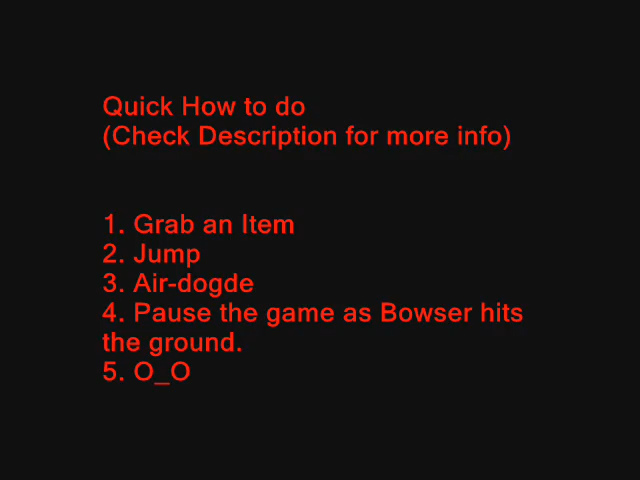 Quick How to do
(Check Description for more info)
1. Grab an Item
2. Jump
3. Air-dogde
4. Pause the game as Bowser hits
the ground.
5. O_O